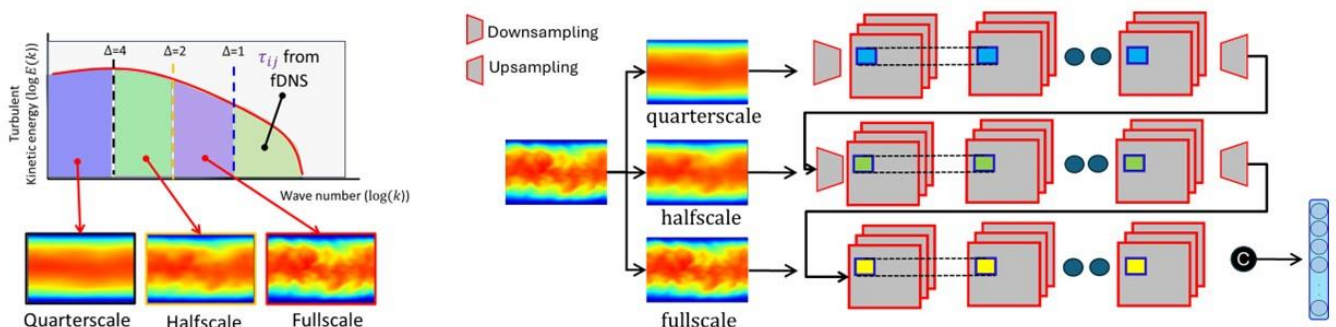 Δ=4
Δ=2
Δ=1
τij from
fDNS
Turbulent
Kinetic energy (log E(k))
Wave number (log(k))
Quarterscale
Halfscale
Fullscale
Downsampling
Upsampling
quarterscale
halfscale
fullscale
C